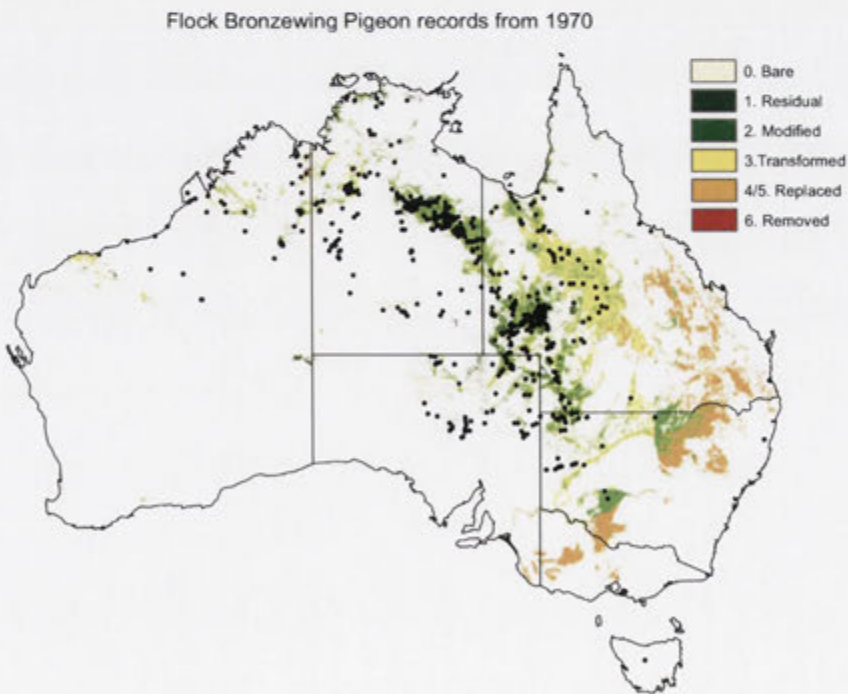 Flock Bronzewing Pigeon records from 1970
0. Bare
1. Residual
2. Modified
3.Transformed
4/5. Replaced
6. Removed